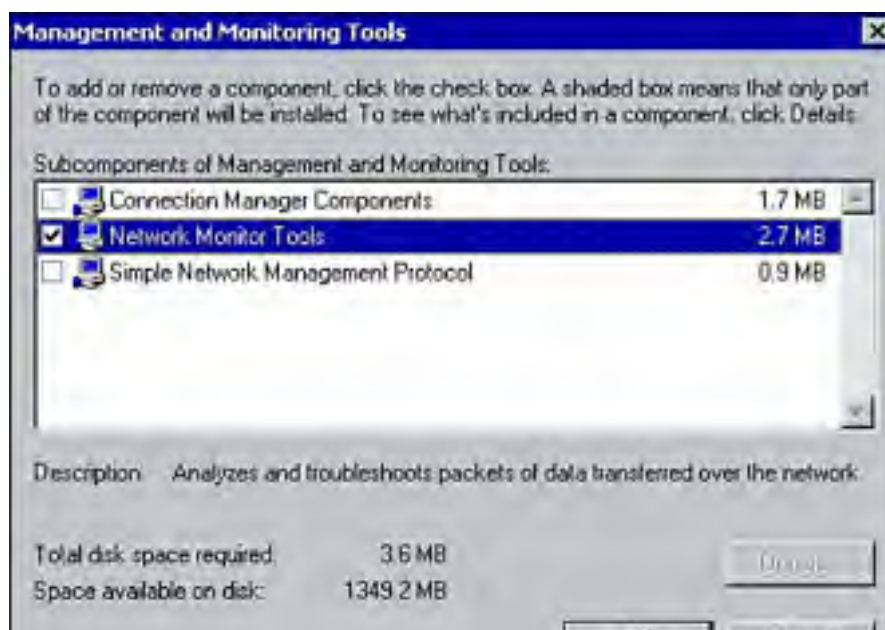 Management and Monitoring Tools
To add or remove a component, click the check box. A shaded box means that only part
of the component will be installed. To see what's included in a component, click Details.
Subcomponents of Management and Monitoring Tools:
Connection Manager Components 1.7 MB
Network Monitor Tools 2.7 MB
Simple Network Management Protocol 0.9 MB
Description: Analyzes and troubleshoots packets of data transferred over the network.
Total disk space required: 3.6 MB
Space available on disk: 1349.2 MB
Details...